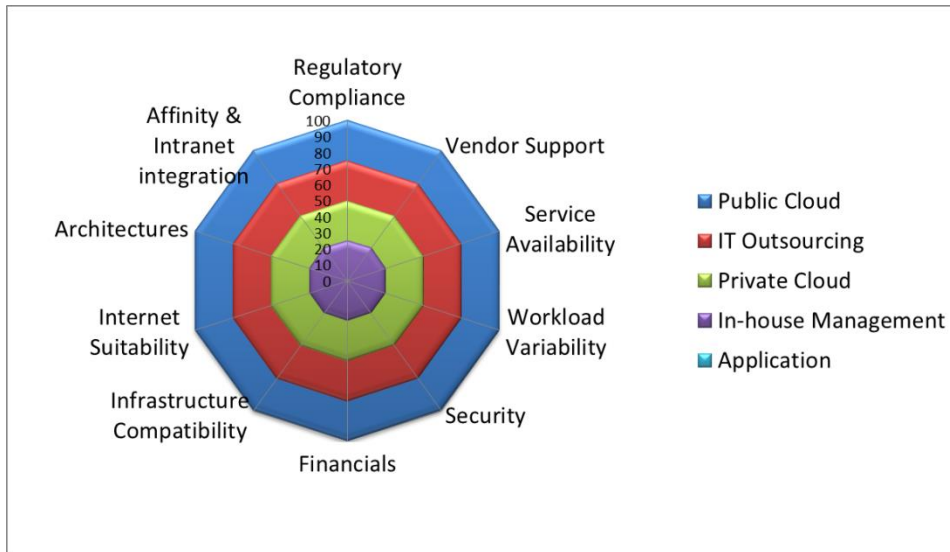 Regulatory
Compliance
Affinity &
Intranet
integration
Vendor Support
100
90
80
70
60
50
40
30
20
10
0
Architectures
Service
Availability
Internet
Suitability
Workload
Variability
Infrastructure
Compatibility
Security
Financials
Public Cloud
IT Outsourcing
Private Cloud
In-house Management
Application